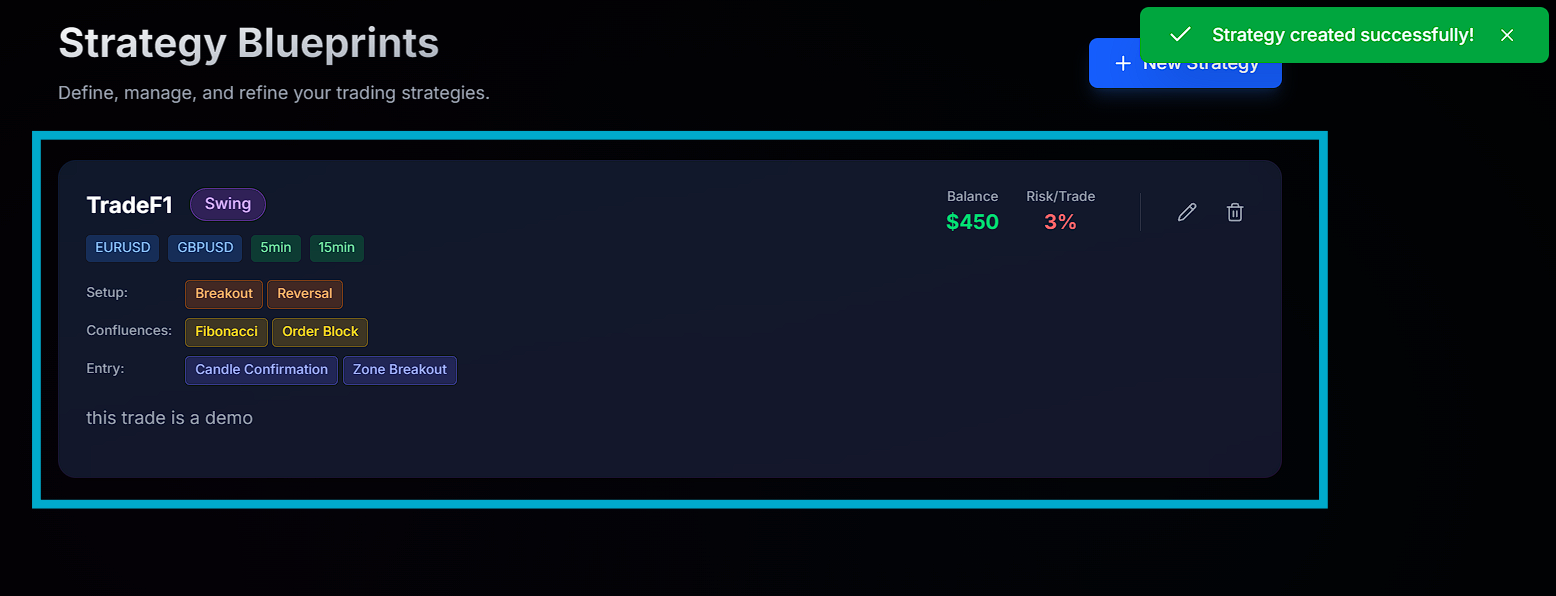 Strategy Blueprints
Strategy created successfully!
New Strategy
Define, manage, and refine your trading strategies.
TradeF1 Swing
Balance Risk/Trade
$450 3%
EURUSD GBPUSD 5min 15min
Setup: Breakout Reversal
Confluences: Fibonacci Order Block
Entry: Candle Confirmation Zone Breakout
this trade is a demo